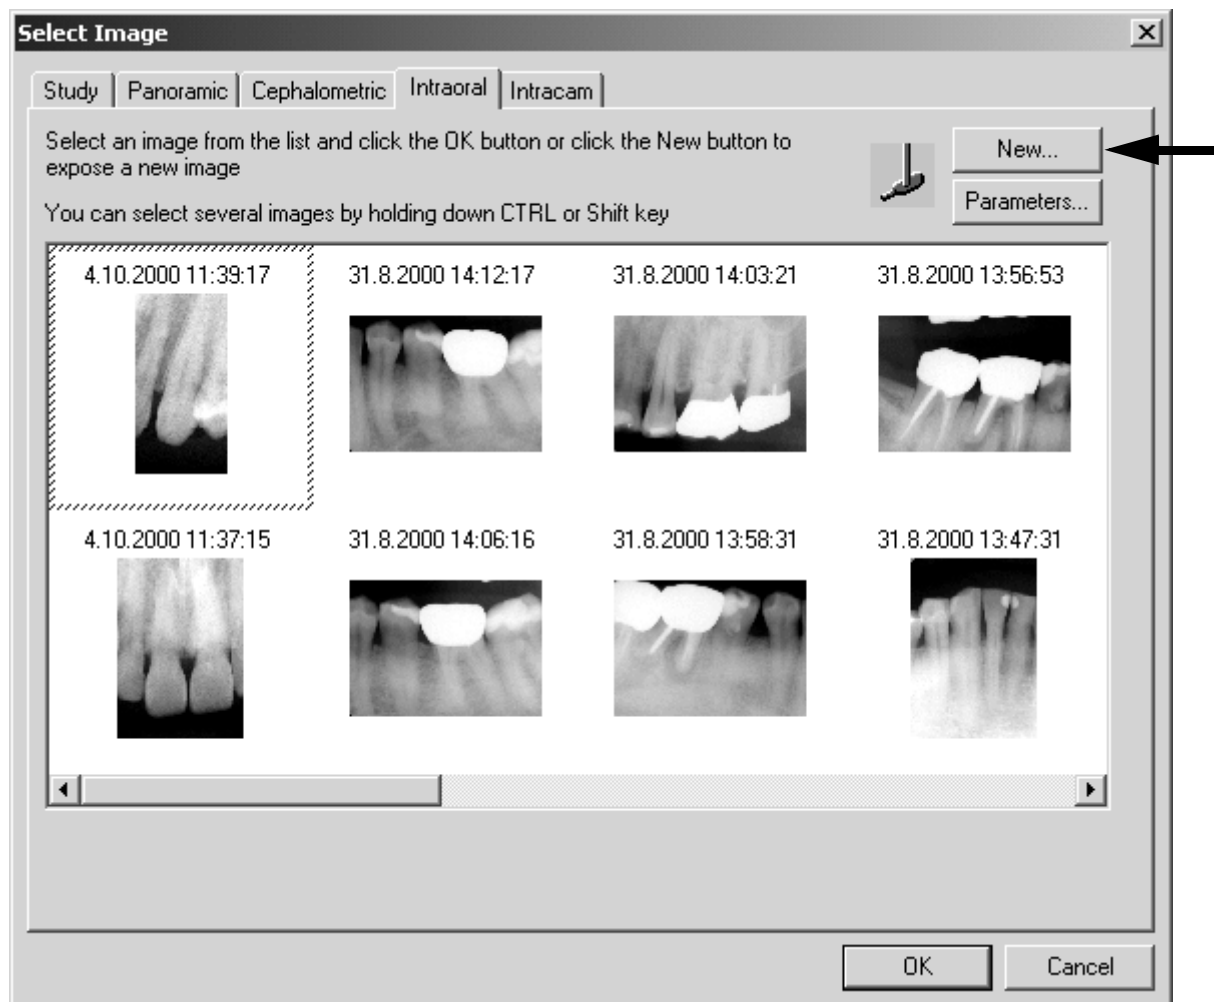 Select Image
Study Panoramic Cephalometric Intraoral Intracam
Select an image from the list and click the OK button or click the New button to
expose a new image
New...
You can select several images by holding down CTRL or Shift key
Parameters...
4.10.2000 11:39:17 31.8.2000 14:12:17 31.8.2000 14:03:21 31.8.2000 13:56:53
4.10.2000 11:37:15 31.8.2000 14:06:16 31.8.2000 13:58:31 31.8.2000 13:47:31
OK Cancel